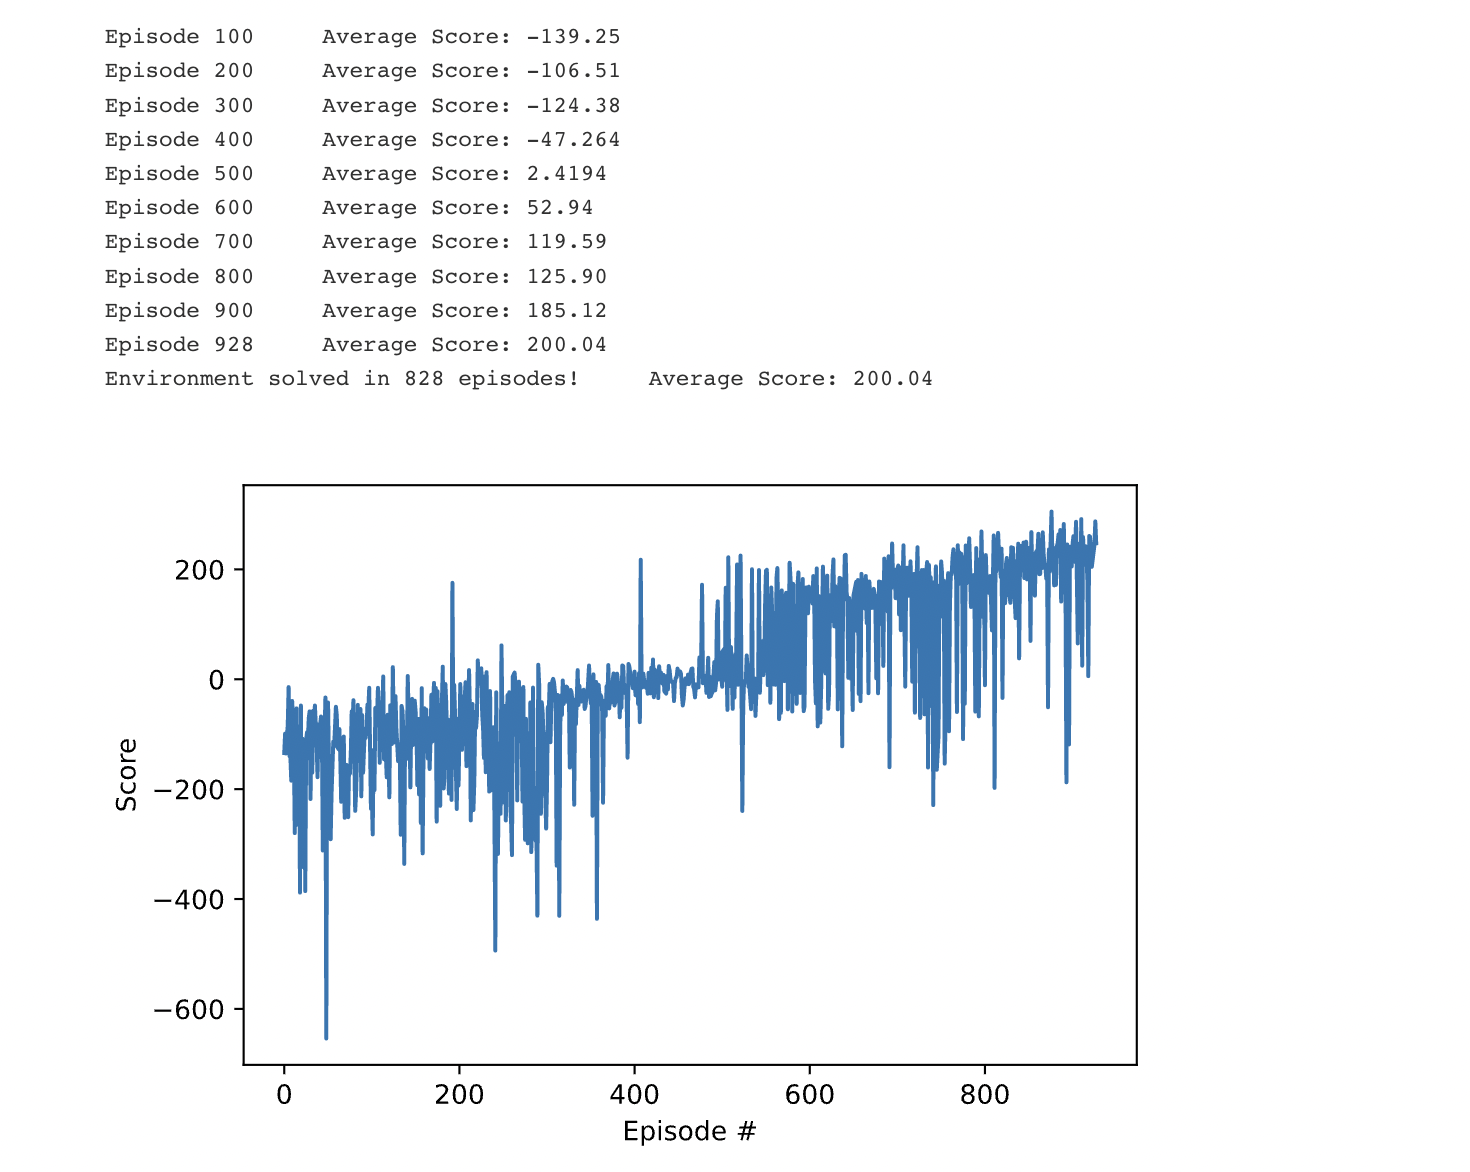 Episode 100 Average Score: -139.25
Episode 200 Average Score: -106.51
Episode 300 Average Score: -124.38
Episode 400 Average Score: -47.264
Episode 500 Average Score: 2.4194
Episode 600 Average Score: 52.94
Episode 700 Average Score: 119.59
Episode 800 Average Score: 125.90
Episode 900 Average Score: 185.12
Episode 928 Average Score: 200.04
Environment solved in 828 episodes! Average Score: 200.04
200
0
−200
−400
−600
Score
0 200 400 600 800
Episode #